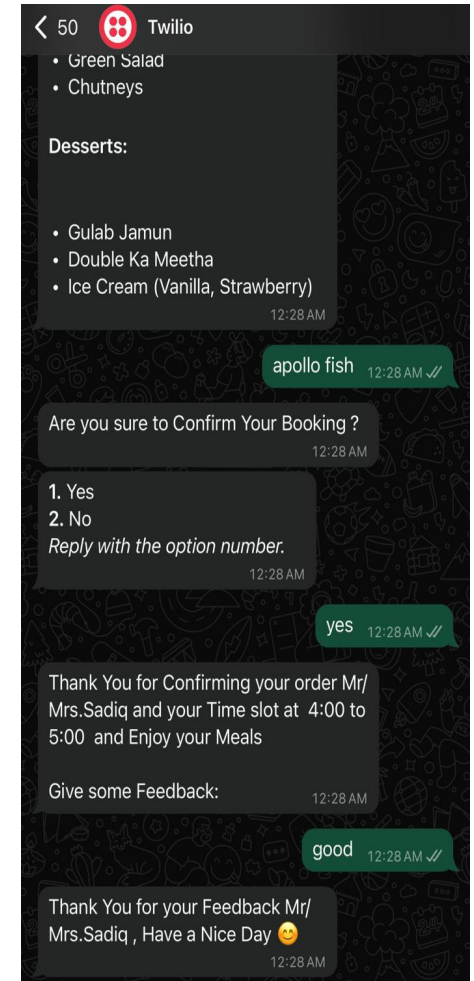 50 Twilio
• Green Salad
• Chutneys
Desserts:
• Gulab Jamun
• Double Ka Meetha
• Ice Cream (Vanilla, Strawberry)
12:28 AM
apollo fish 12:28 AM
Are you sure to Confirm Your Booking ?
12:28 AM
1. Yes
2. No
Reply with the option number.
12:28 AM
yes 12:28 AM
Thank You for Confirming your order Mr/
Mrs.Sadiq and your Time slot at 4:00 to
5:00 and Enjoy your Meals
Give some Feedback: 12:28 AM
good 12:28 AM
Thank You for your Feedback Mr/
Mrs.Sadiq , Have a Nice Day 😊
12:28 AM